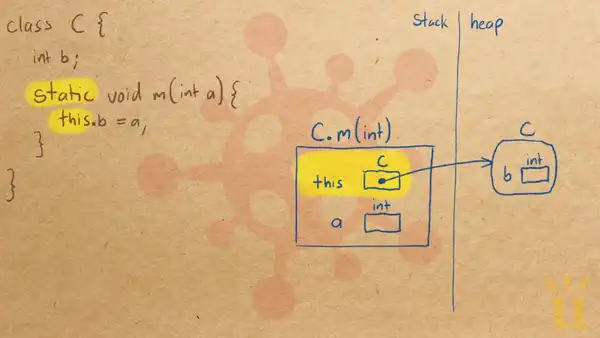 class C {
int b;
static void m(int a) {
this.b = a,
}
}
Stack heap
C.m(int)
C
this
int
a
C
int
b